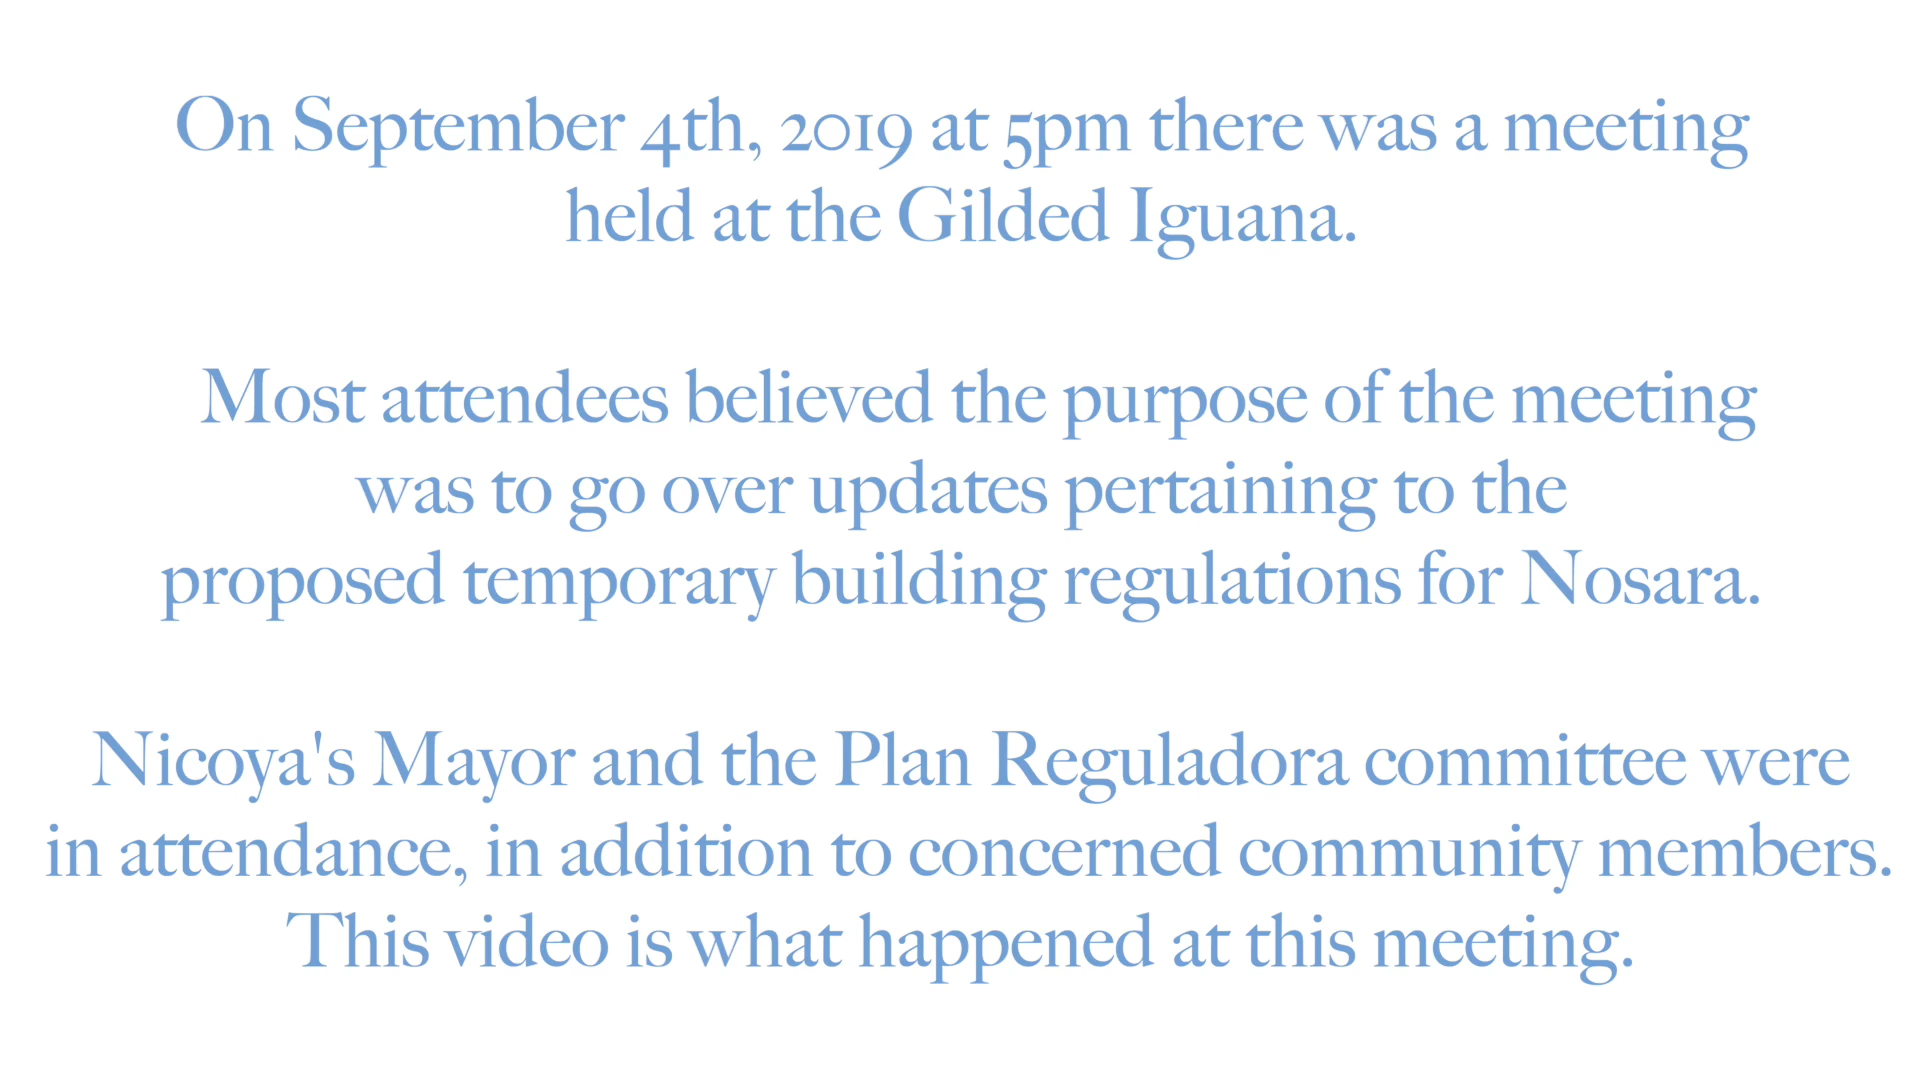 On September 4th, 2019 at 5pm there was a meeting
held at the Gilded Iguana.
Most attendees believed the purpose of the meeting
was to go over updates pertaining to the
proposed temporary building regulations for Nosara.
Nicoya's Mayor and the Plan Reguladora committee were
in attendance, in addition to concerned community members.
This video is what happened at this meeting.